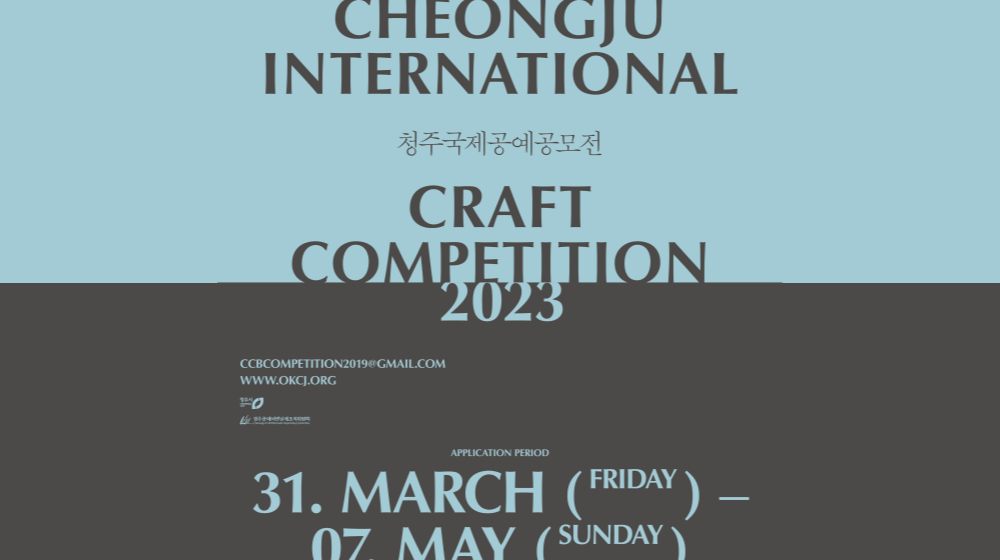 CHEONGJU
INTERNATIONAL
청주국제공예공모전
CRAFT
COMPETITION
2023
CCBCOMPETITION2019@GMAIL.COM
WWW.OKCJ.ORG
APPLICATION PERIOD
31. MARCH (FRIDAY) –
07. MAY (SUNDAY)